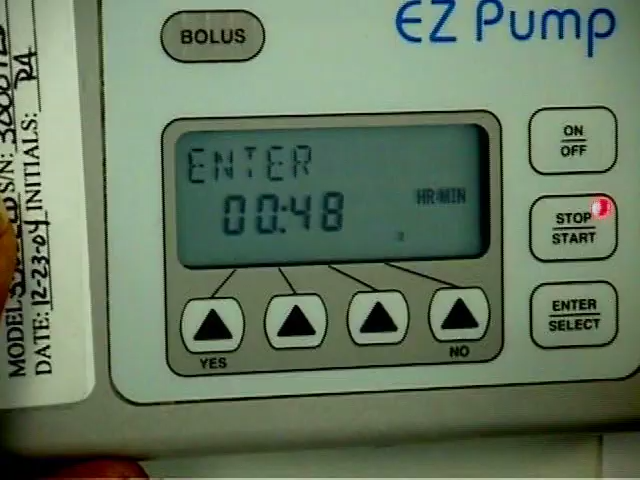 BOLUS
EZ Pump
ENTER
00:48 HR/MIN
ON
OFF
STOP
START
ENTER
SELECT
YES
NO
DATE: 12-23-04 INITIALS: R4